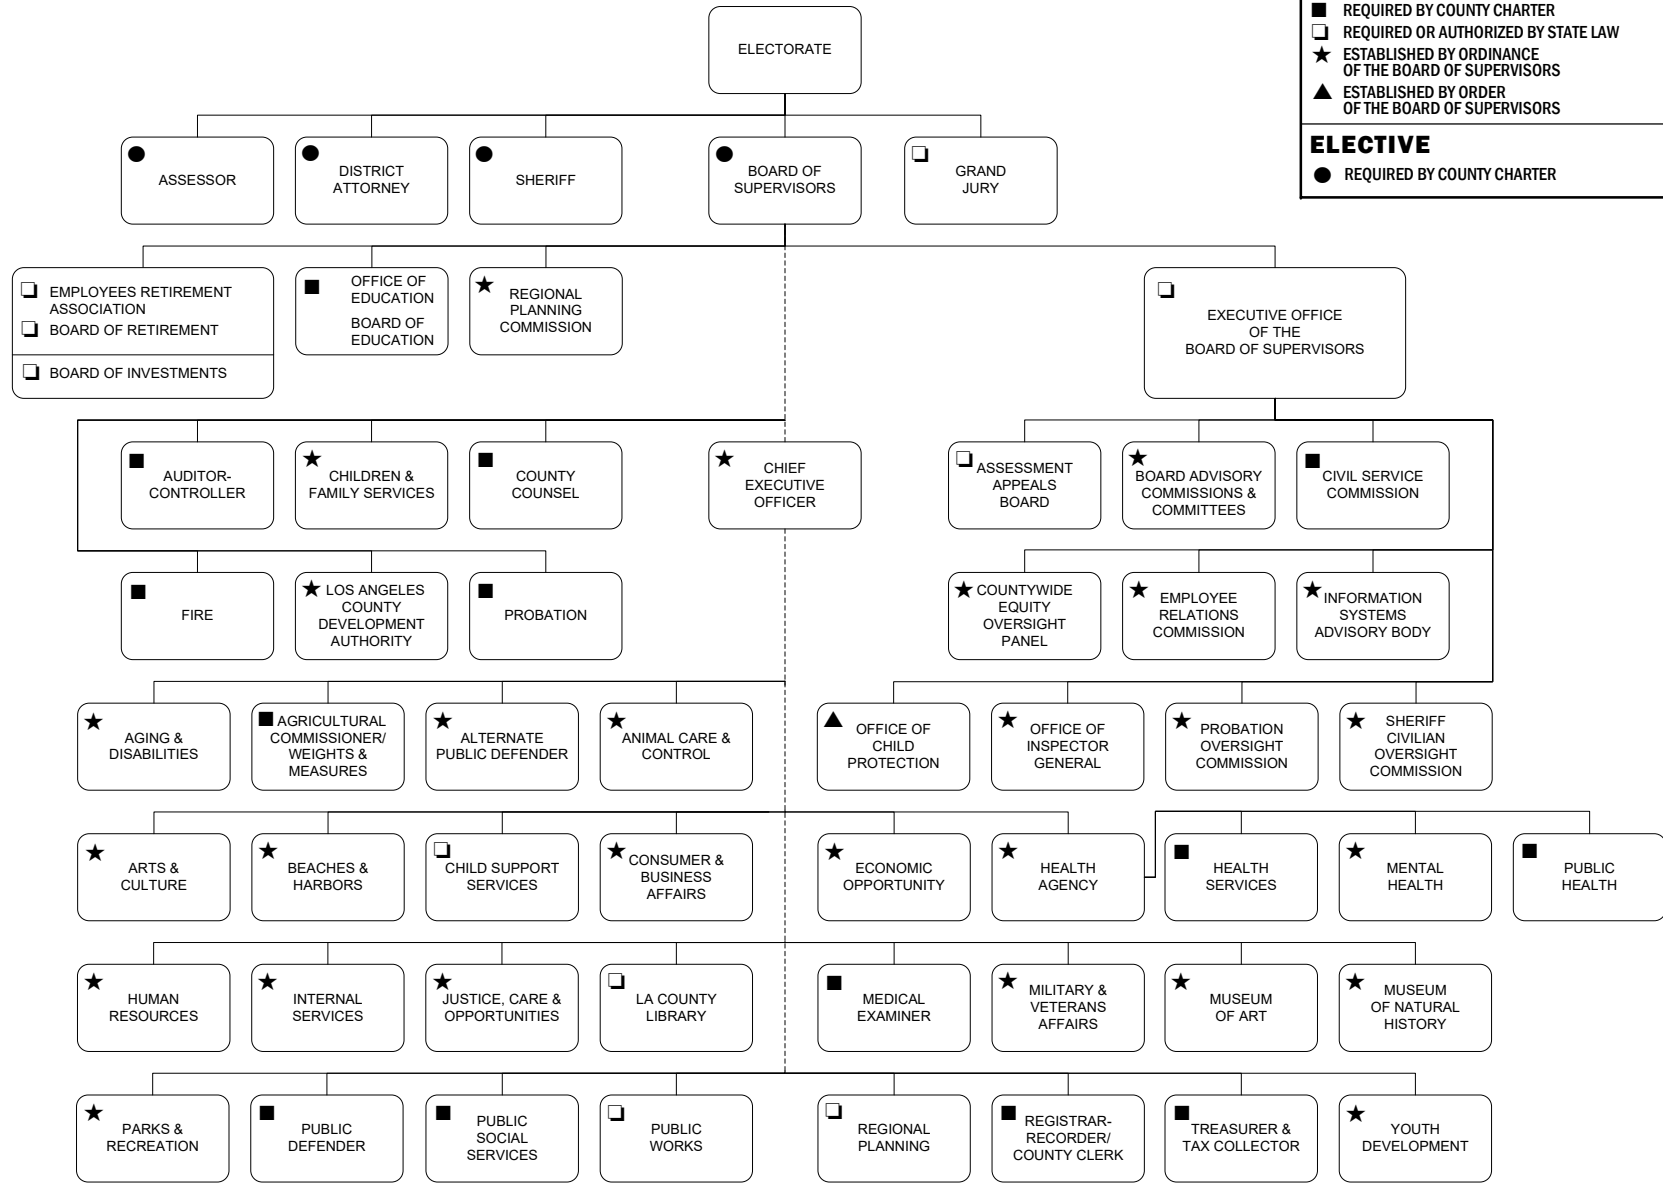 ■ REQUIRED BY COUNTY CHARTER
❏ REQUIRED OR AUTHORIZED BY STATE LAW
★ ESTABLISHED BY ORDINANCE
OF THE BOARD OF SUPERVISORS
▲ ESTABLISHED BY ORDER
OF THE BOARD OF SUPERVISORS
ELECTIVE
● REQUIRED BY COUNTY CHARTER
ELECTORATE
ASSESSOR
DISTRICT
ATTORNEY
SHERIFF
BOARD OF
SUPERVISORS
GRAND
JURY
EMPLOYEES RETIREMENT
ASSOCIATION
BOARD OF RETIREMENT
BOARD OF INVESTMENTS
OFFICE OF
EDUCATION
BOARD OF
EDUCATION
REGIONAL
PLANNING
COMMISSION
EXECUTIVE OFFICE
OF THE
BOARD OF SUPERVISORS
AUDITOR-
CONTROLLER
CHILDREN &
FAMILY SERVICES
COUNTY
COUNSEL
CHIEF
EXECUTIVE
OFFICER
ASSESSMENT
APPEALS
BOARD
BOARD ADVISORY
COMMISSIONS &
COMMITTEES
CIVIL SERVICE
COMMISSION
FIRE
LOS ANGELES
COUNTY
DEVELOPMENT
AUTHORITY
PROBATION
COUNTYWIDE
EQUITY
OVERSIGHT
PANEL
EMPLOYEE
RELATIONS
COMMISSION
INFORMATION
SYSTEMS
ADVISORY BODY
AGING &
DISABILITIES
AGRICULTURAL
COMMISSIONER/
WEIGHTS &
MEASURES
ALTERNATE
PUBLIC DEFENDER
ANIMAL CARE &
CONTROL
OFFICE OF
CHILD
PROTECTION
OFFICE OF
INSPECTOR
GENERAL
PROBATION
OVERSIGHT
COMMISSION
SHERIFF
CIVILIAN
OVERSIGHT
COMMISSION
ARTS &
CULTURE
BEACHES &
HARBORS
CHILD SUPPORT
SERVICES
CONSUMER &
BUSINESS
AFFAIRS
ECONOMIC
OPPORTUNITY
HEALTH
AGENCY
HEALTH
SERVICES
MENTAL
HEALTH
PUBLIC
HEALTH
HUMAN
RESOURCES
INTERNAL
SERVICES
JUSTICE, CARE &
OPPORTUNITIES
LA COUNTY
LIBRARY
MEDICAL
EXAMINER
MILITARY &
VETERANS
AFFAIRS
MUSEUM
OF ART
MUSEUM
OF NATURAL
HISTORY
PARKS &
RECREATION
PUBLIC
DEFENDER
PUBLIC
SOCIAL
SERVICES
PUBLIC
WORKS
REGIONAL
PLANNING
REGISTRAR-
RECORDER/
COUNTY CLERK
TREASURER &
TAX COLLECTOR
YOUTH
DEVELOPMENT